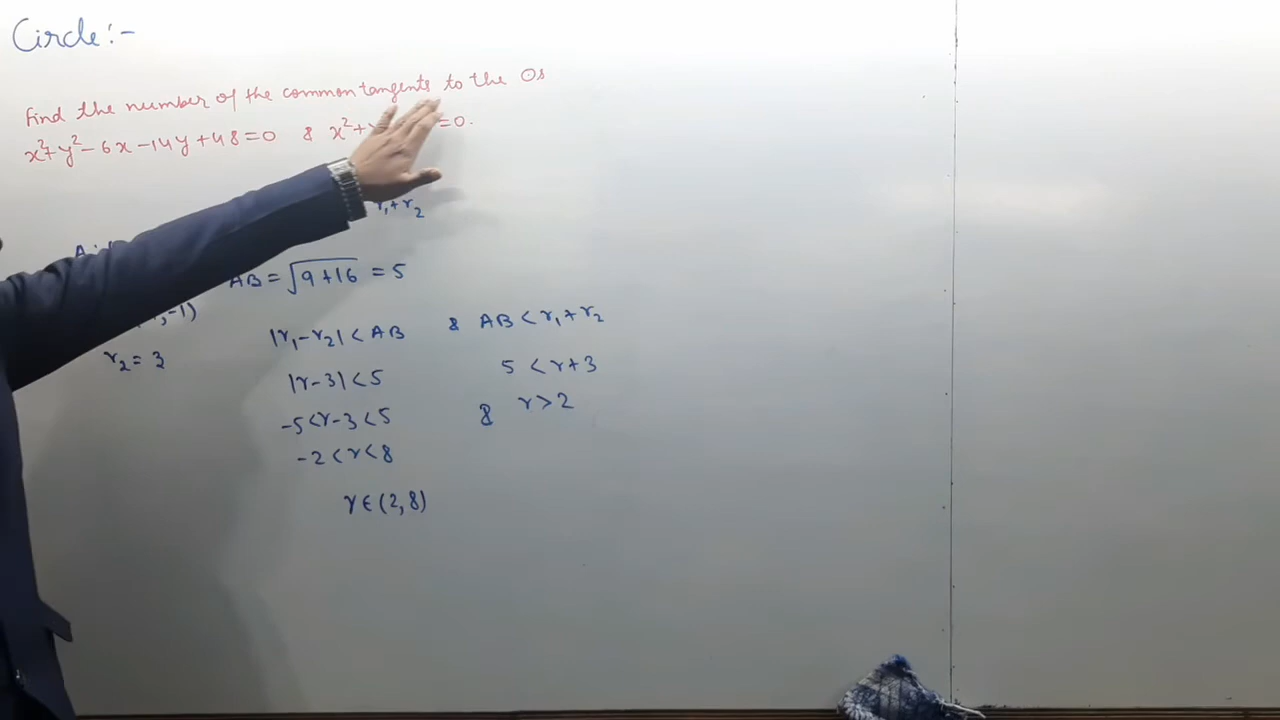 Circle :-
Find the number of the common tangents to the ⊙s
x²+y²-6x-14y+48=0 & x²+y =0.
r₁+r₂
A:
AB=√9+16 = 5
,-1)
|r₁-r₂|<AB & AB<r₁+r₂
r₂=3
|r-3|<5 5<r+3
-5<r-3<5 & r>2
-2<r<8
r∈(2,8)